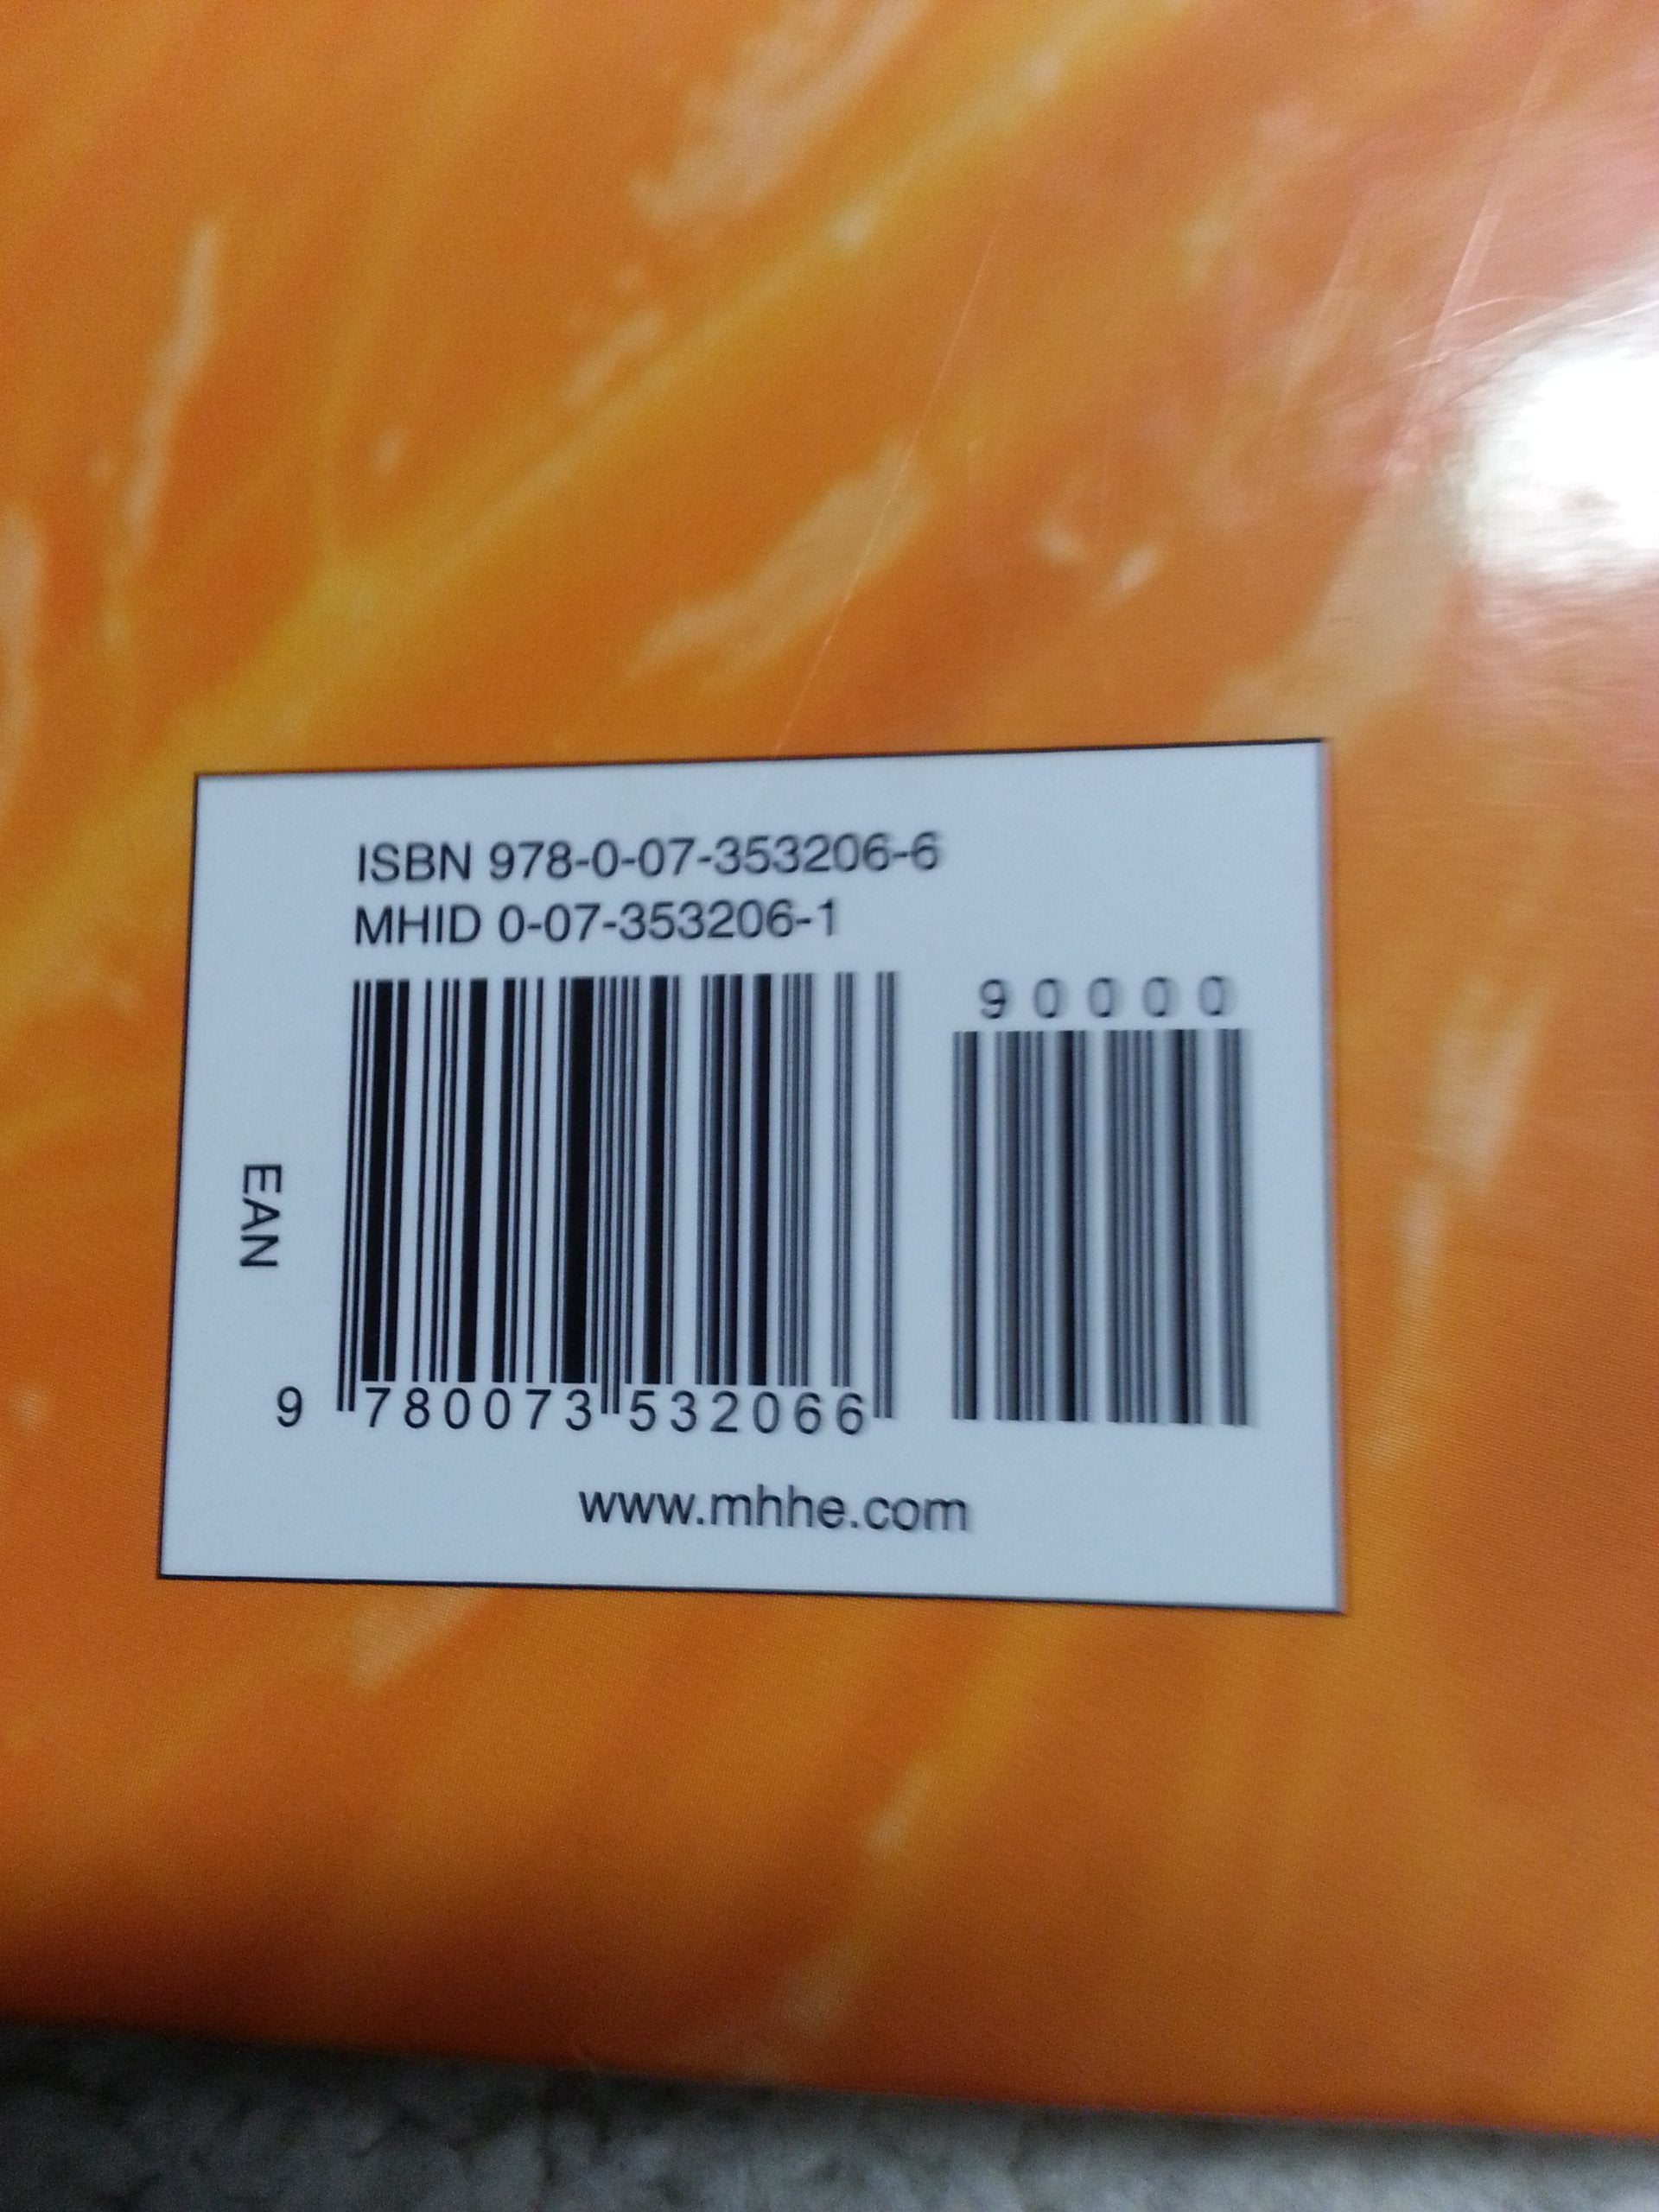 ISBN 978-0-07-353206-6
MHID 0-07-353206-1
90000
EAN
9 780073 532066
www.mhhe.com